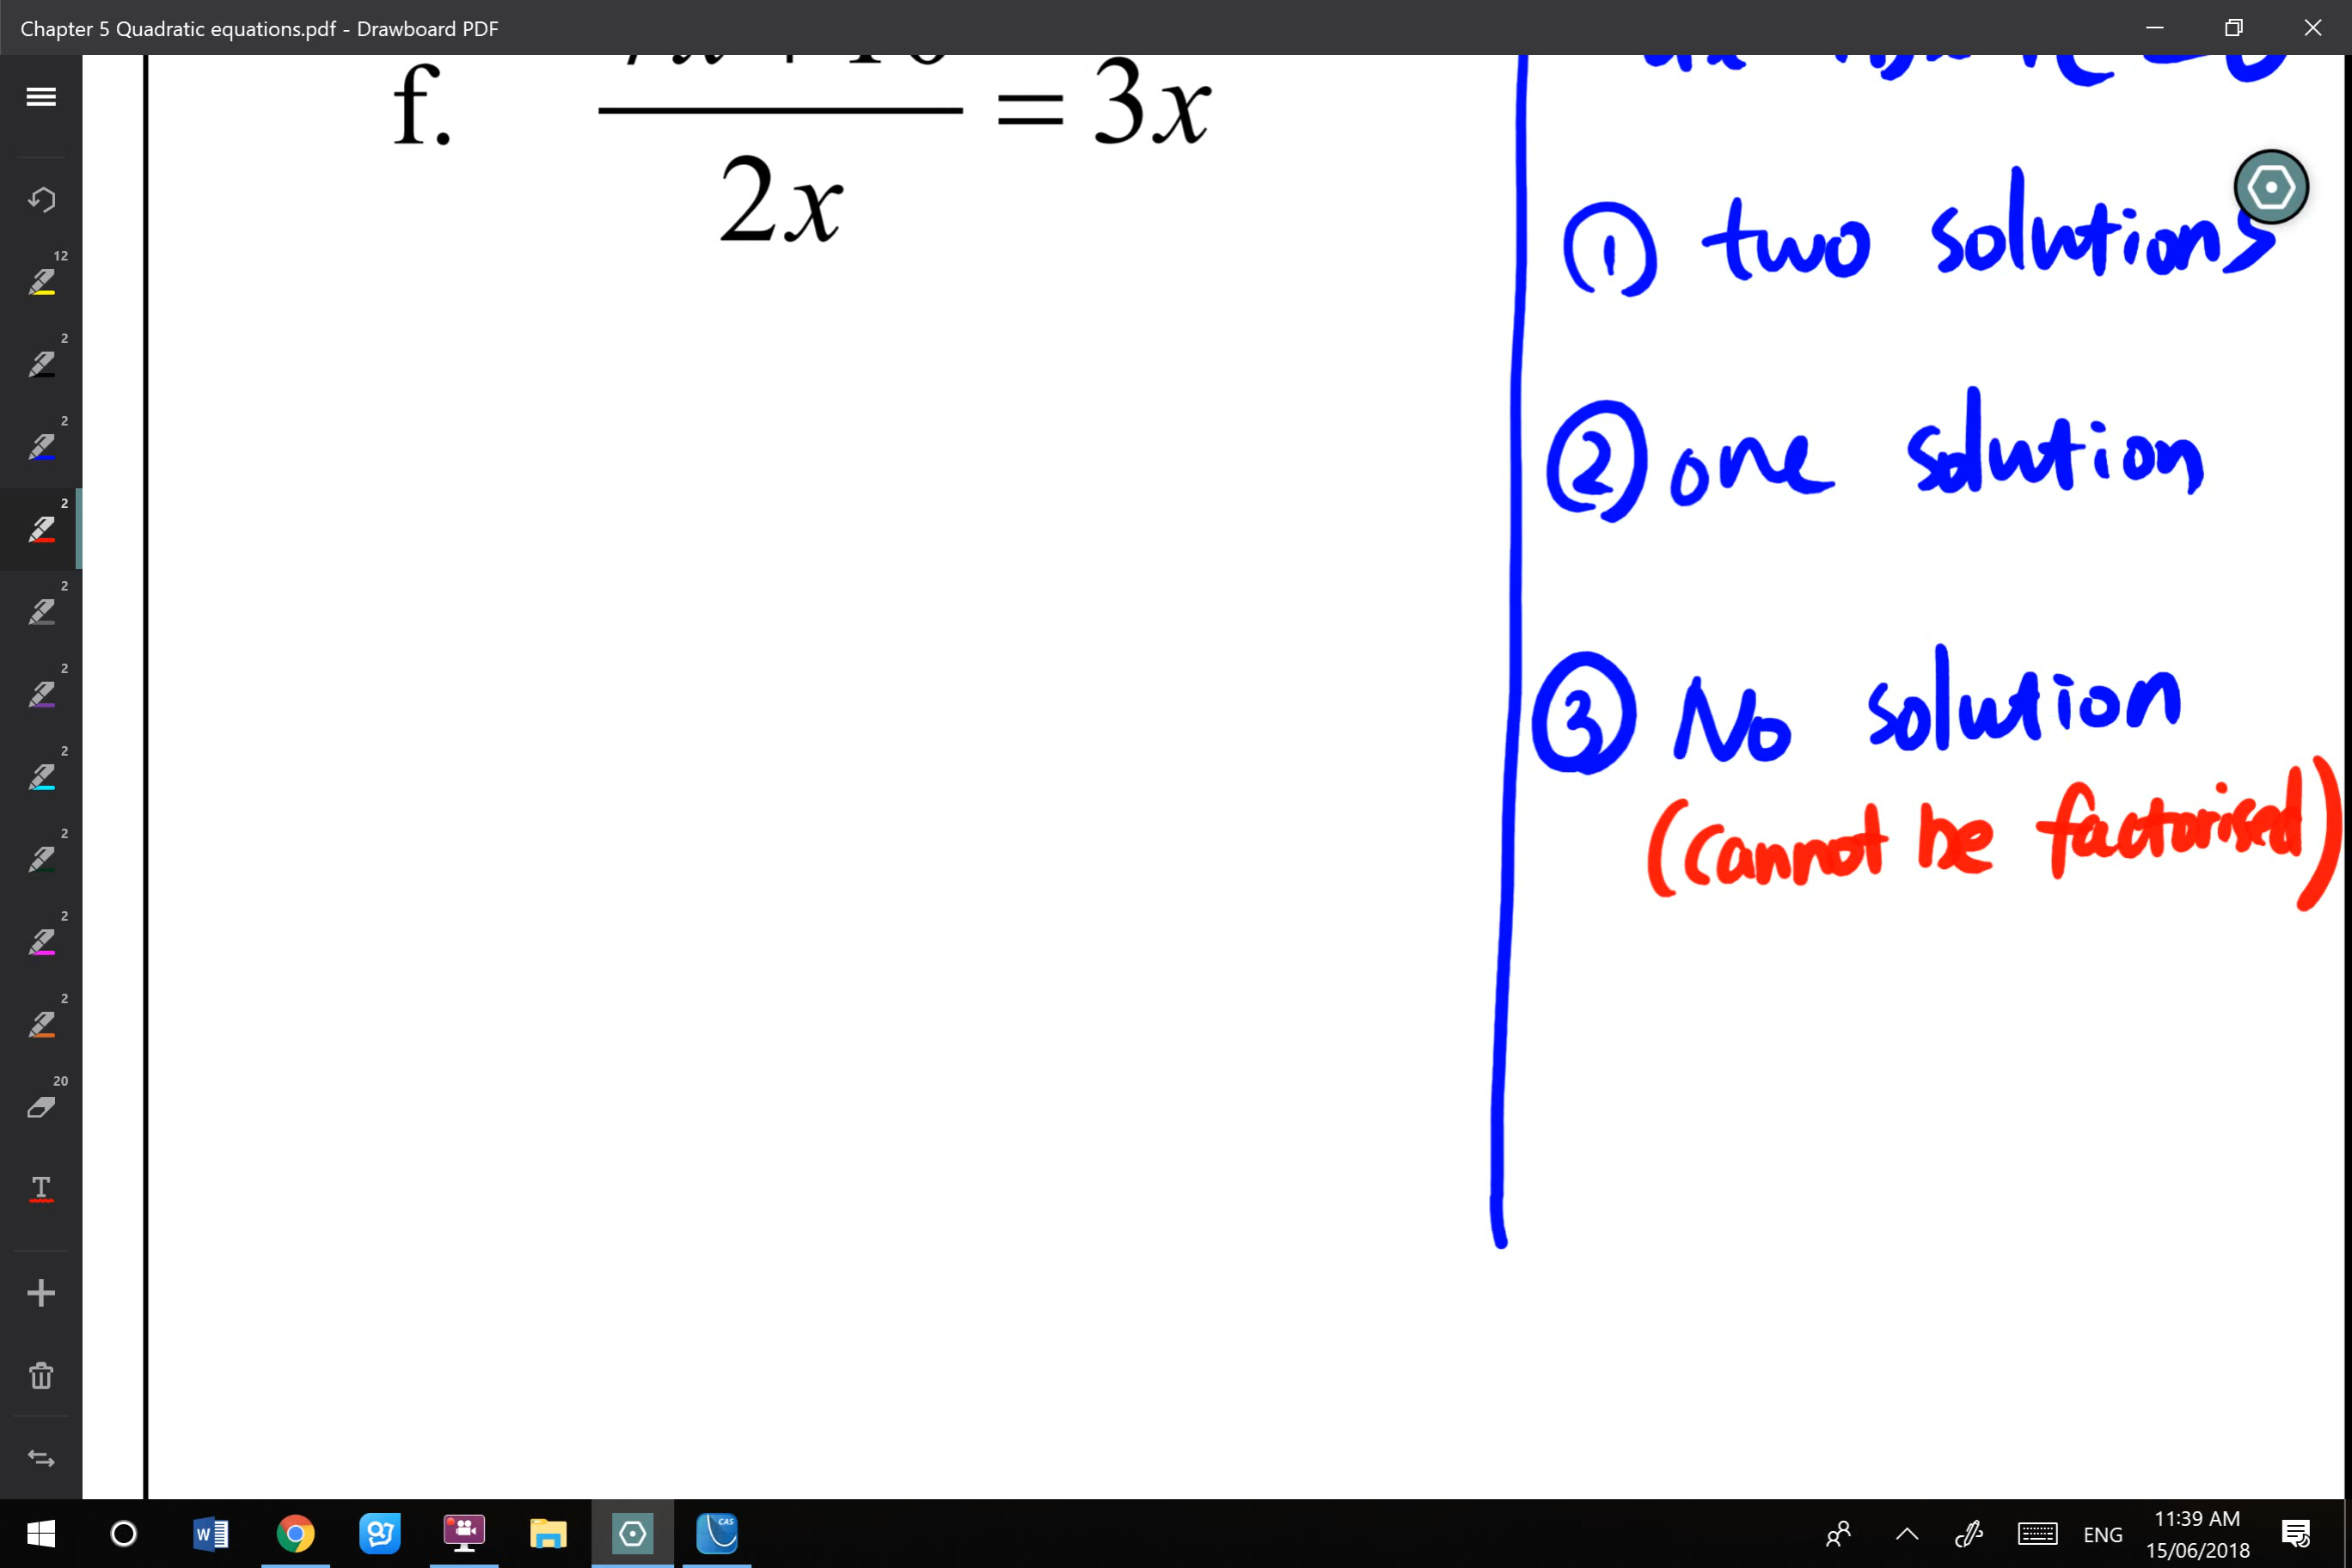 Chapter 5 Quadratic equations.pdf - Drawboard PDF
f.
= 3x
2x
① two solutions
② one solution
③ No solution
(cannot be factorised)
12
2
2
2
2
2
2
2
2
2
20
T
W
CAS
ENG
11:39 AM
15/06/2018